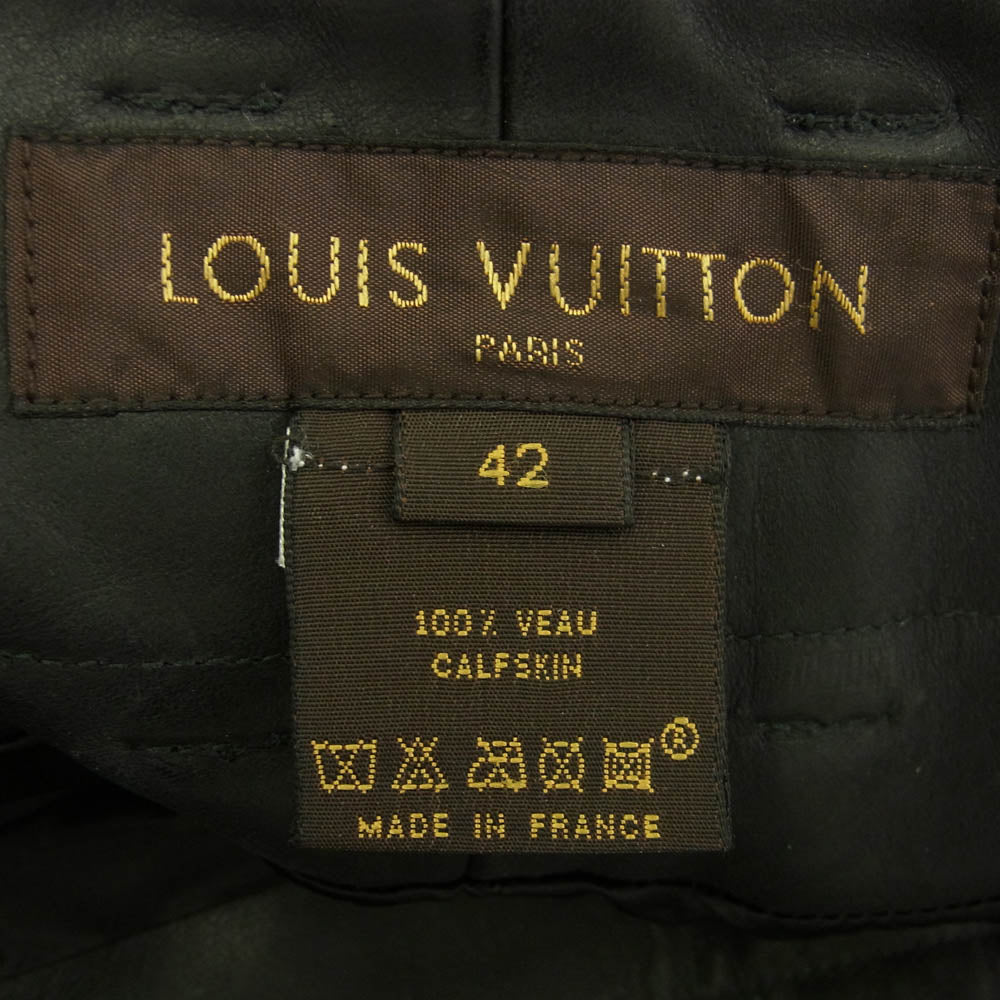 LOUIS VUITTON
PARIS
42
100% VEAU
CALFSKIN
®
MADE IN FRANCE